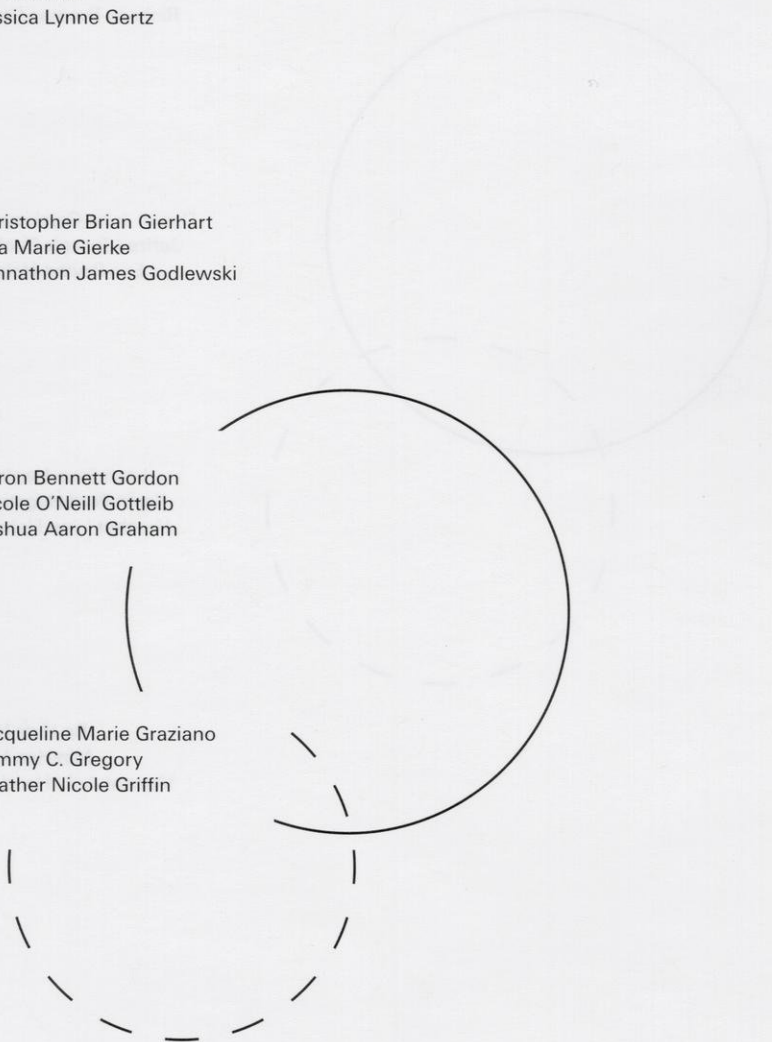 ssica Lynne Gertz
ristopher Brian Gierhart
a Marie Gierke
hnathon James Godlewski
ron Bennett Gordon
cole O'Neill Gottleib
shua Aaron Graham
cqueline Marie Graziano
mmy C. Gregory
ather Nicole Griffin